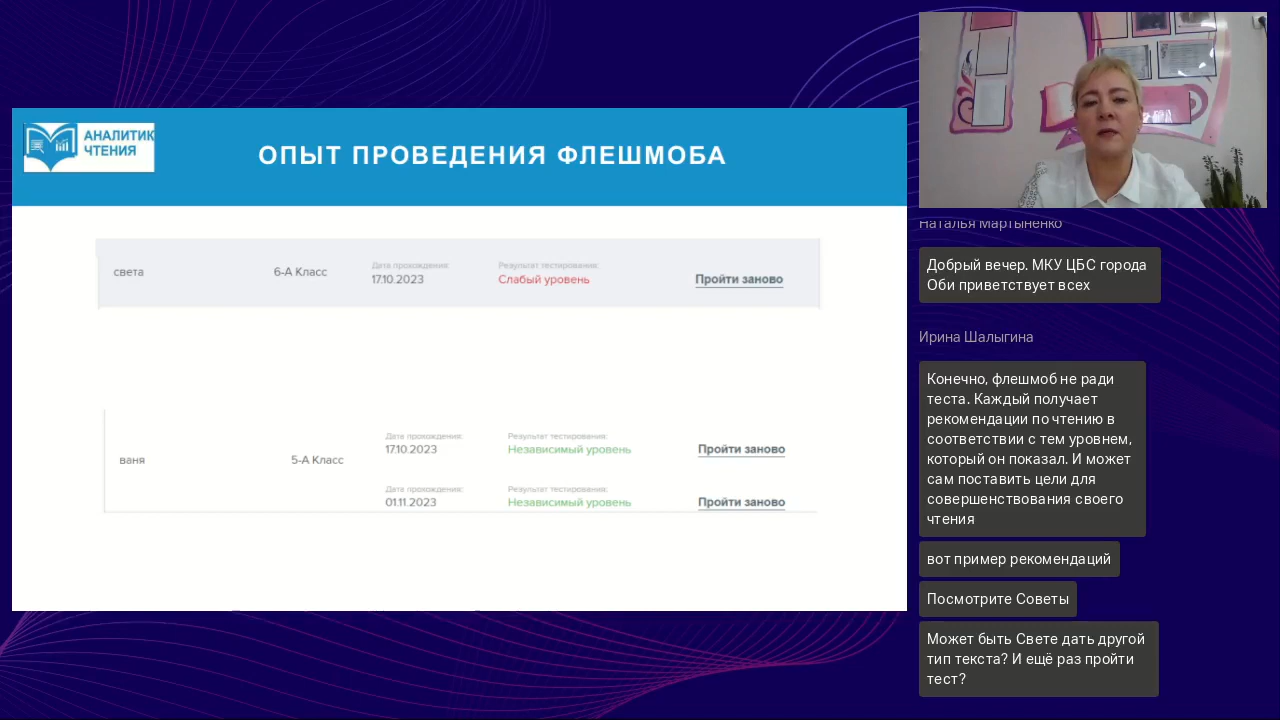 АНАЛИТИК
ЧТЕНИЯ
ОПЫТ ПРОВЕДЕНИЯ ФЛЕШМОБА
света
6-А Класс
Дата прохождения:
17.10.2023
Результат тестирования:
Слабый уровень
Пройти заново
ваня
5-А Класс
Дата прохождения:
17.10.2023
Результат тестирования:
Независимый уровень
Пройти заново
Дата прохождения:
01.11.2023
Результат тестирования:
Независимый уровень
Пройти заново
Наталья Мартыненко
Добрый вечер. МКУ ЦБС города
Оби приветствует всех
Ирина Шалыгина
Конечно, флешмоб не ради
теста. Каждый получает
рекомендации по чтению в
соответствии с тем уровнем,
который он показал. И может
сам поставить цели для
совершенствования своего
чтения
вот пример рекомендаций
Посмотрите Советы
Может быть Свете дать другой
тип текста? И ещё раз пройти
тест?